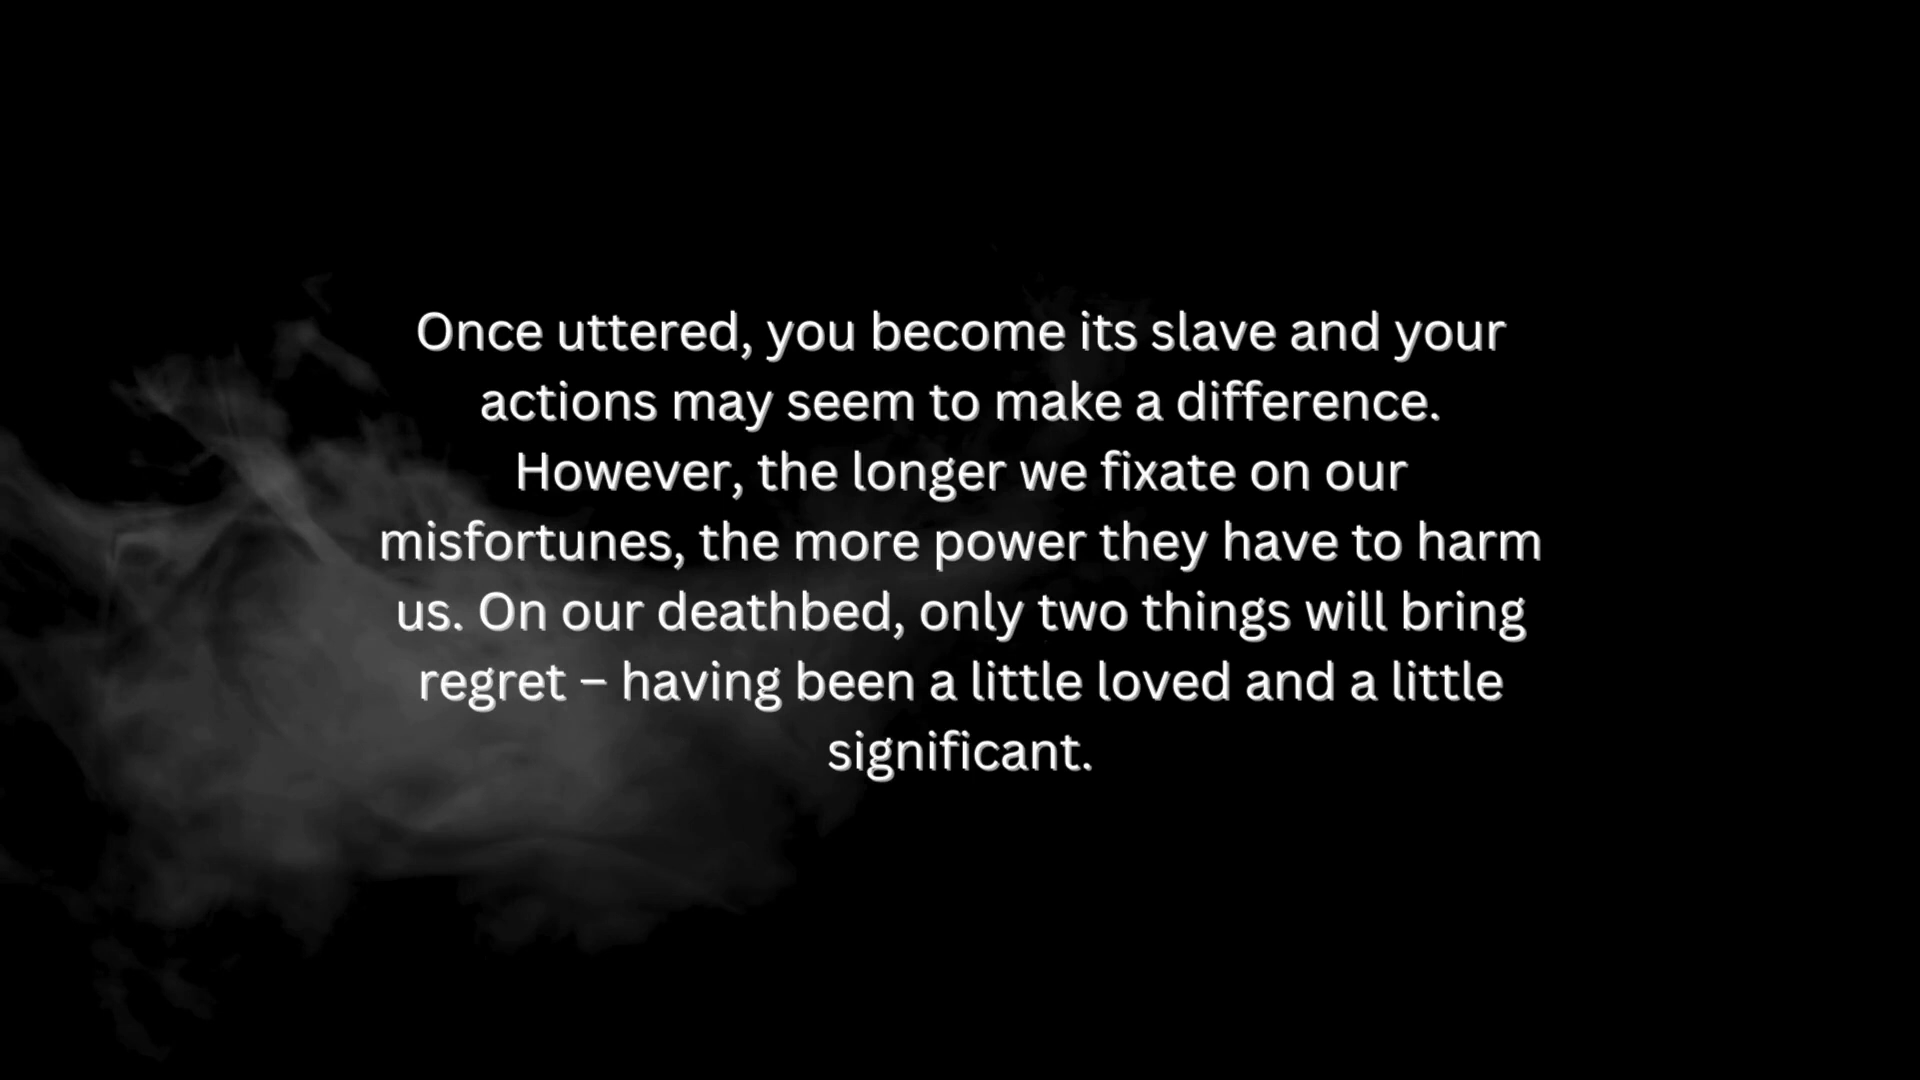 Once uttered, you become its slave and your
actions may seem to make a difference.
However, the longer we fixate on our
misfortunes, the more power they have to harm
us. On our deathbed, only two things will bring
regret – having been a little loved and a little
significant.